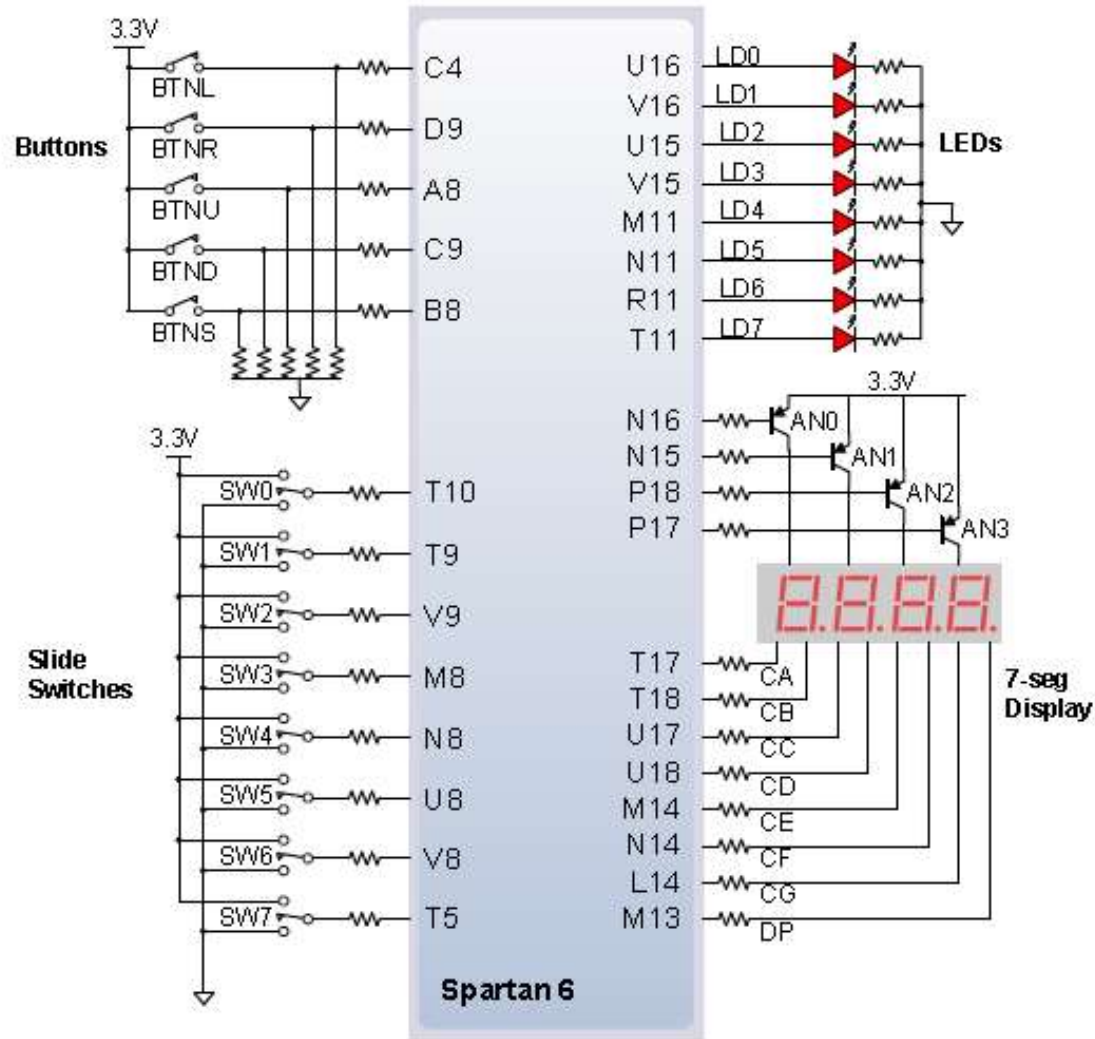 3.3V
BTNL
BTNR
BTNU
BTND
BTNS
Buttons
C4
D9
A8
C9
B8
3.3V
SW0
SW1
SW2
SW3
SW4
SW5
SW6
SW7
Slide
Switches
T10
T9
V9
M8
N8
U8
V8
T5
Spartan 6
U16
V16
U15
V15
M11
N11
R11
T11
LD0
LD1
LD2
LD3
LD4
LD5
LD6
LD7
LEDs
3.3V
N16
N15
P18
P17
AN0
AN1
AN2
AN3
8.8.8.8.
T17
T18
U17
U18
M14
N14
L14
M13
CA
CB
CC
CD
CE
CF
CG
DP
7-seg
Display